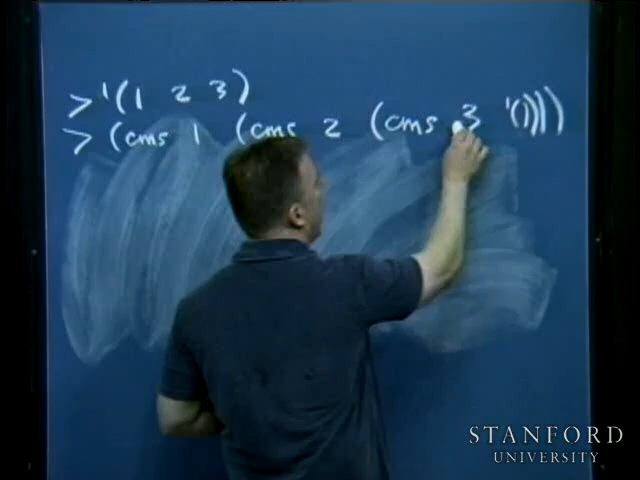 > '(1 2 3)
> (cons 1 (cons 2 (cons 3 '())))
STANFORD
UNIVERSITY